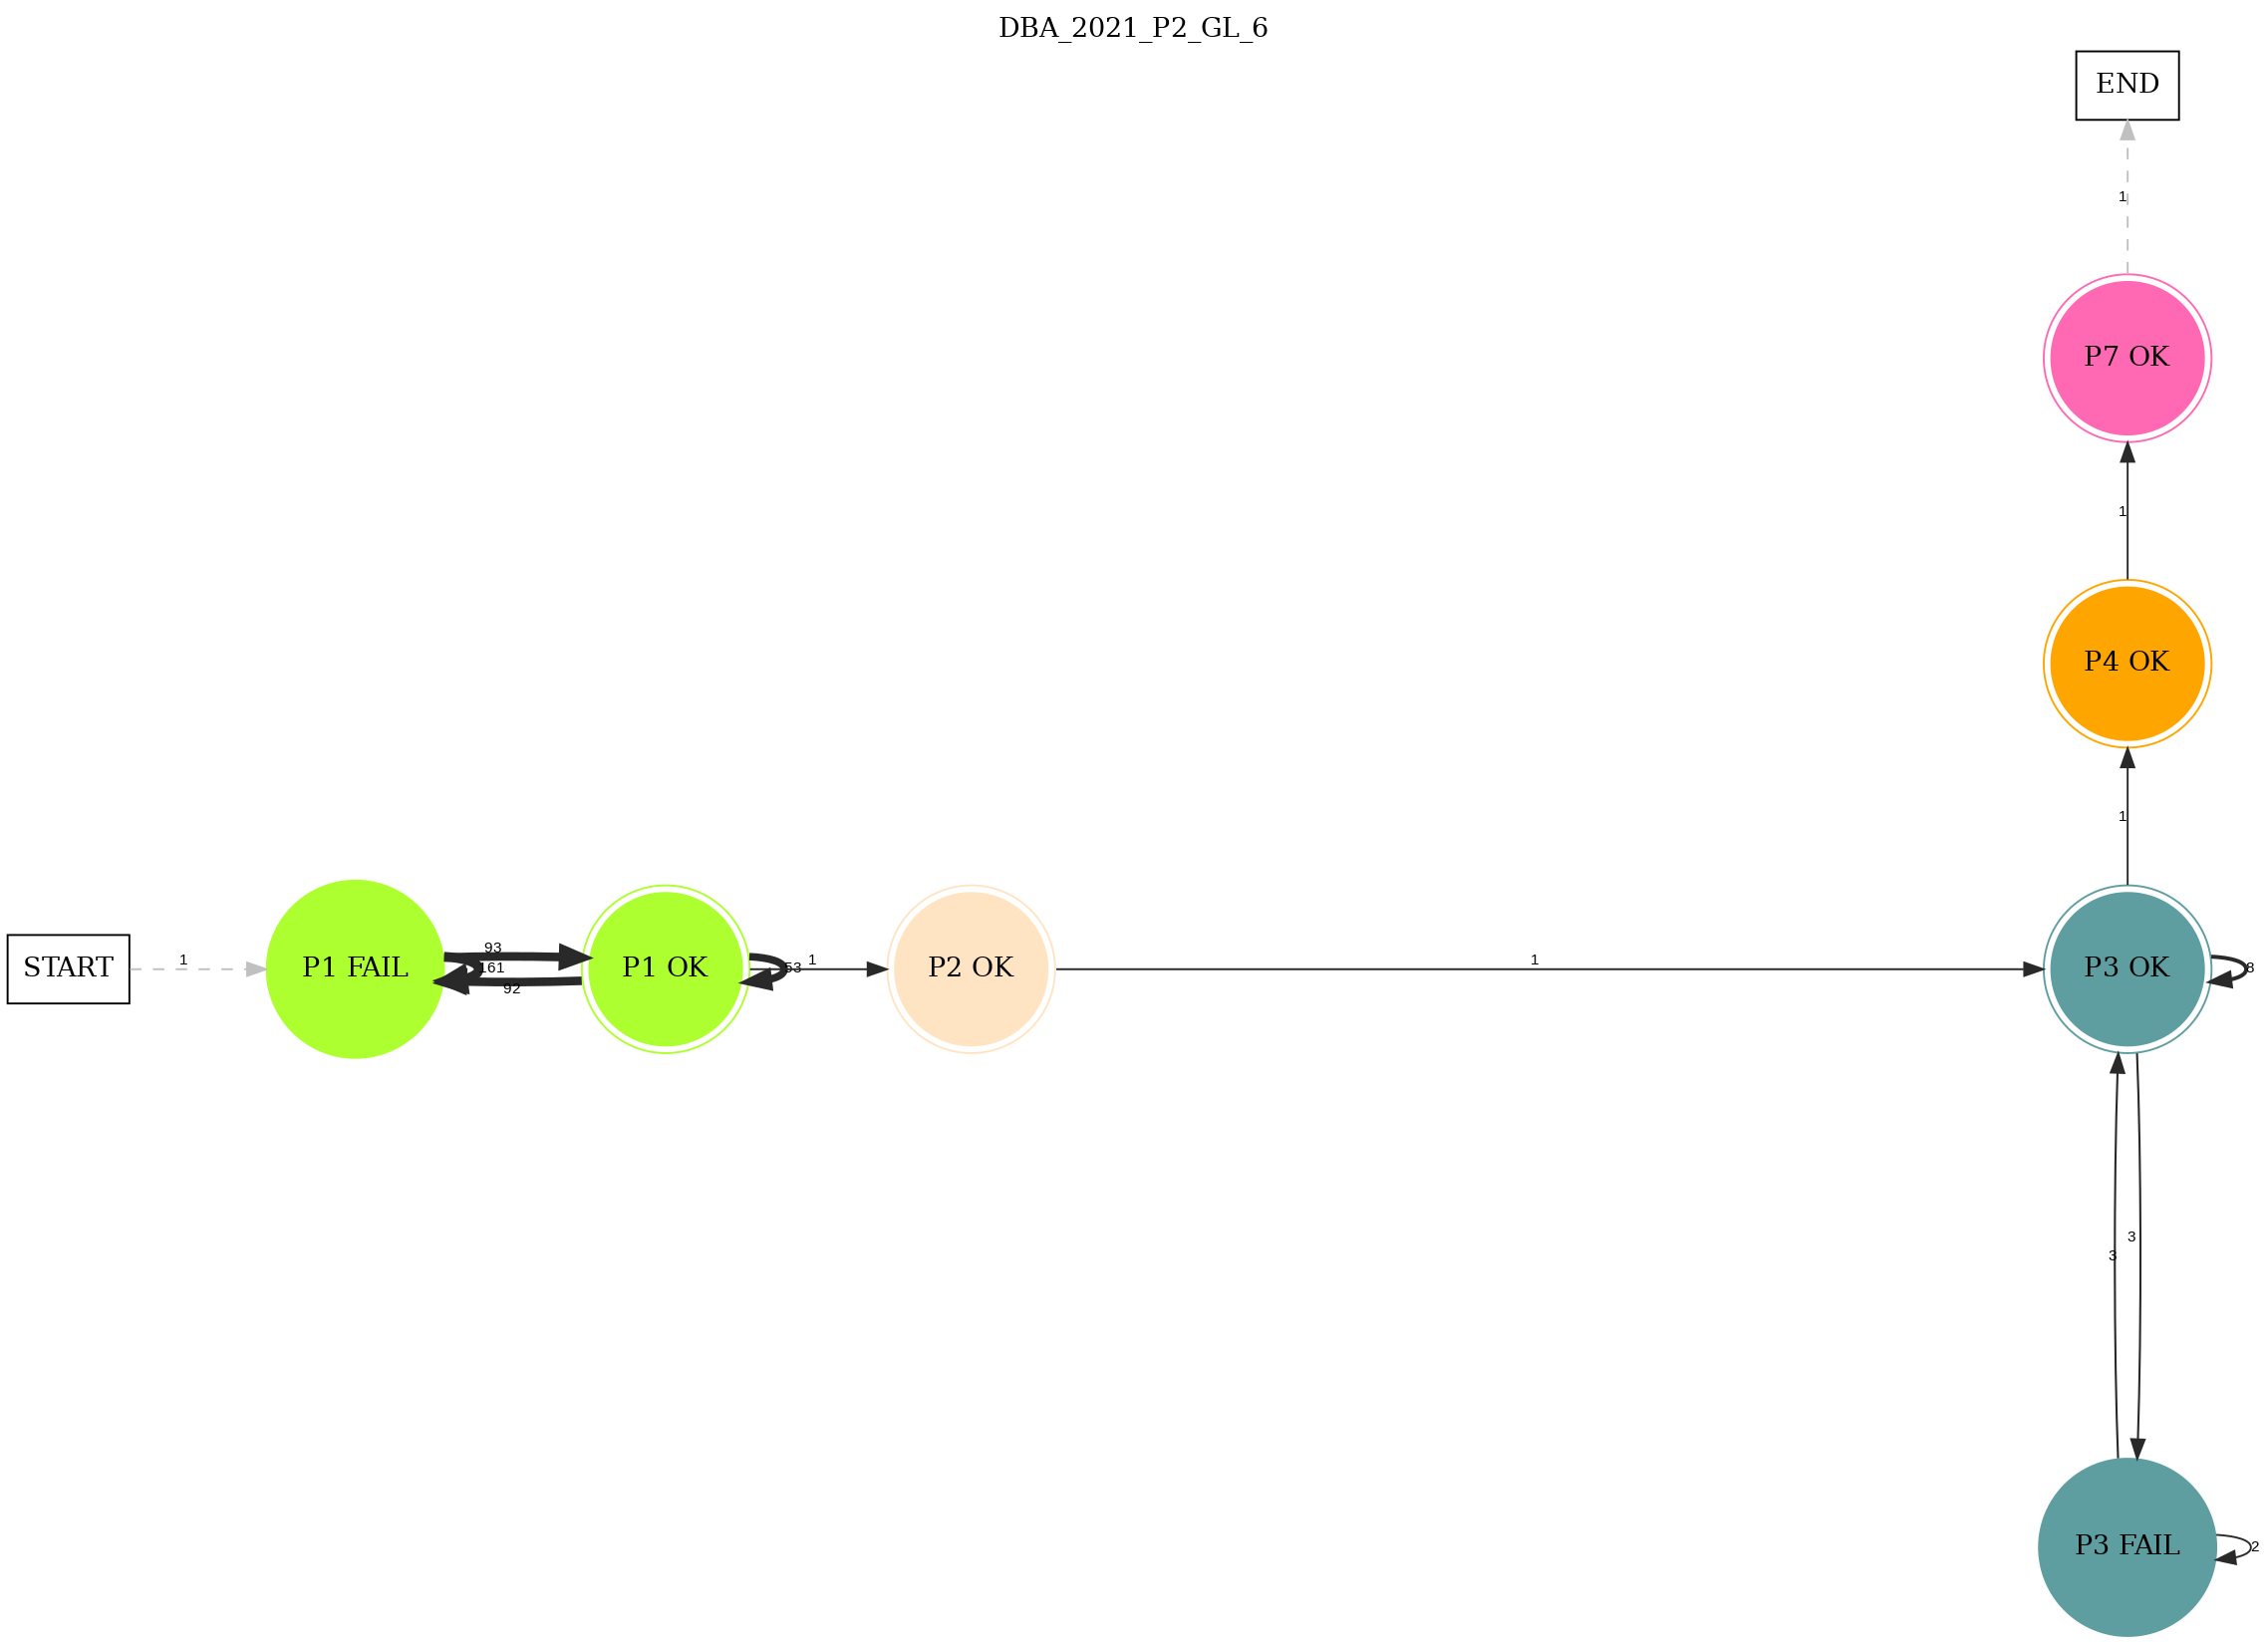 DBA_2021_P2_GL_6
END
1
P7 OK
1
P4 OK
1
START
1
P1 FAIL
93
161
92
P1 OK
53
1
P2 OK
1
P3 OK
8
3
3
P3 FAIL
2